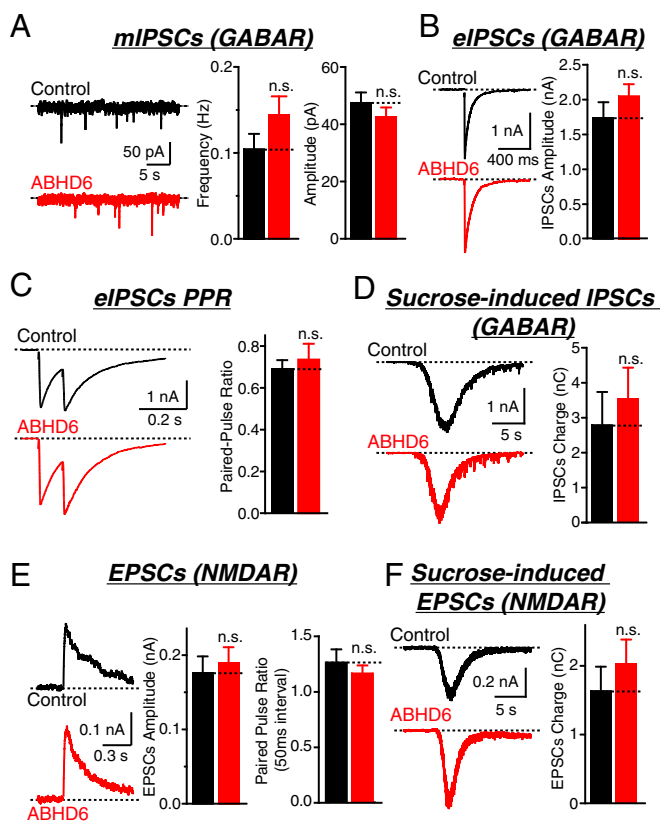 A
mIPSCs (GABAR)
Control
50 pA
5 s
ABHD6
Frequency (Hz)
0.2
0.1
0.0
n.s.
Amplitude (pA)
60
40
20
0
n.s.
B
eIPSCs (GABAR)
Control
1 nA
400 ms
ABHD6
IPSCs Amplitude (nA)
2.5
2.0
1.5
1.0
0.5
0.0
n.s.
C
eIPSCs PPR
Control
1 nA
0.2 s
ABHD6
Paired-Pulse Ratio
0.8
0.6
0.4
0.2
0.0
n.s.
D
Sucrose-induced IPSCs
(GABAR)
Control
1 nA
5 s
ABHD6
IPSCs Charge (nC)
5
4
3
2
1
0
n.s.
E
EPSCs (NMDAR)
Control
0.1 nA
0.3 s
ABHD6
EPSCs Amplitude (nA)
0.2
0.1
0.0
n.s.
Paired Pulse Ratio
(50ms interval)
1.5
1.0
0.5
0.0
n.s.
F
Sucrose-induced
EPSCs (NMDAR)
Control
0.2 nA
5 s
ABHD6
EPSCs Charge (nC)
2
1
0
n.s.